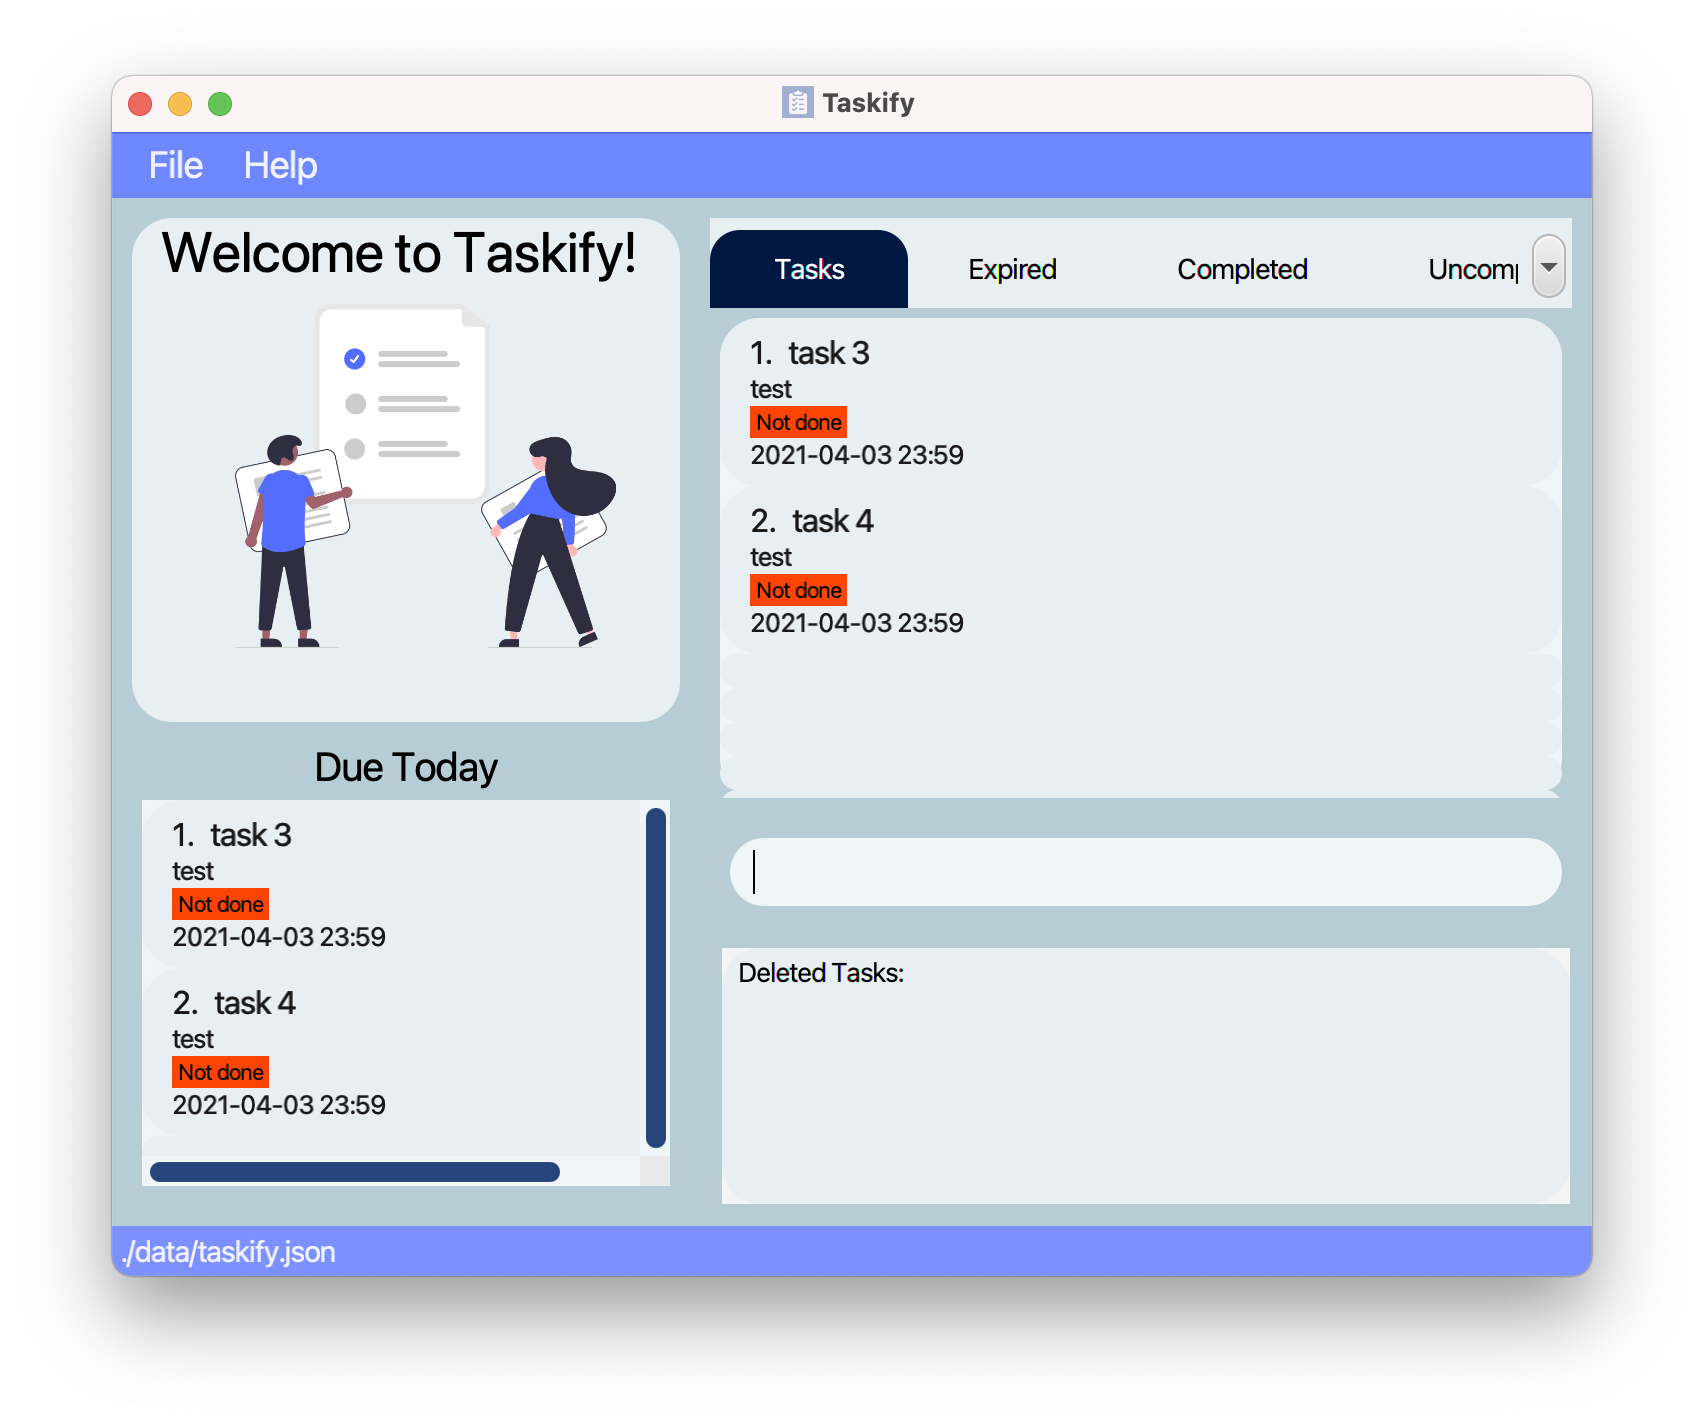 Taskify
File Help
Welcome to Taskify!
Tasks Expired Completed Uncomp
1. task 3
test
Not done
2021-04-03 23:59
2. task 4
test
Not done
2021-04-03 23:59
Due Today
1. task 3
test
Not done
2021-04-03 23:59
2. task 4
test
Not done
2021-04-03 23:59
Deleted Tasks:
./data/taskify.json